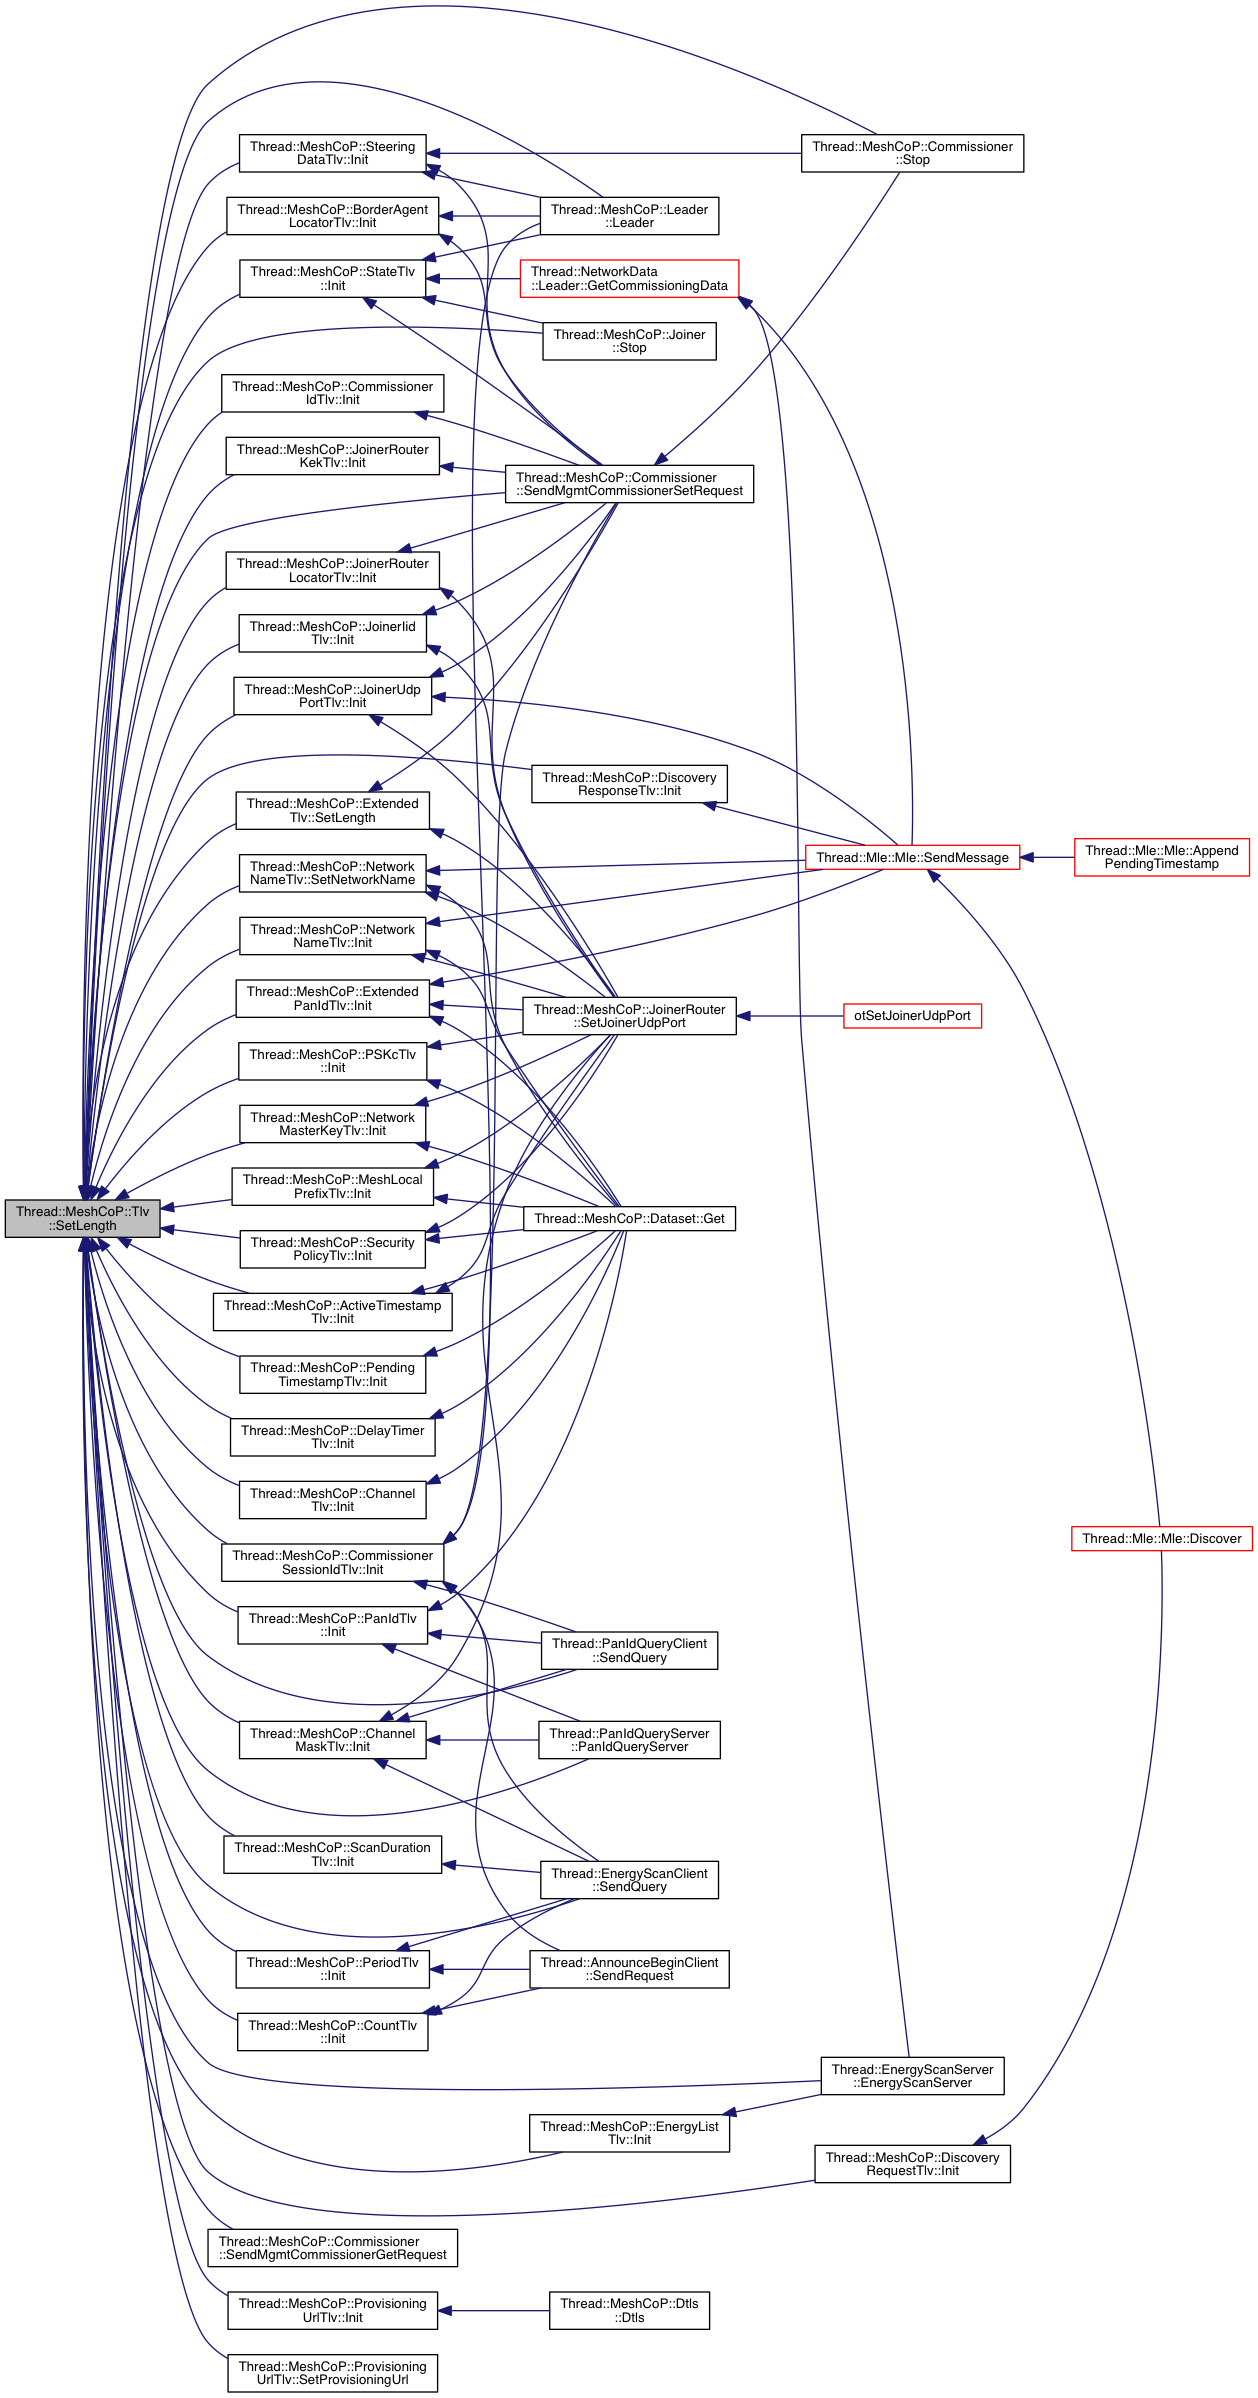 Thread::MeshCoP::Tlv
::SetLength
Thread::MeshCoP::Steering
DataTlv::Init
Thread::MeshCoP::BorderAgent
LocatorTlv::Init
Thread::MeshCoP::StateTlv
::Init
Thread::MeshCoP::Commissioner
IdTlv::Init
Thread::MeshCoP::JoinerRouter
KekTlv::Init
Thread::MeshCoP::JoinerRouter
LocatorTlv::Init
Thread::MeshCoP::JoinerIid
Tlv::Init
Thread::MeshCoP::JoinerUdp
PortTlv::Init
Thread::MeshCoP::Extended
Tlv::SetLength
Thread::MeshCoP::Network
NameTlv::SetNetworkName
Thread::MeshCoP::Network
NameTlv::Init
Thread::MeshCoP::Extended
PanIdTlv::Init
Thread::MeshCoP::PSKcTlv
::Init
Thread::MeshCoP::Network
MasterKeyTlv::Init
Thread::MeshCoP::MeshLocal
PrefixTlv::Init
Thread::MeshCoP::Security
PolicyTlv::Init
Thread::MeshCoP::ActiveTimestamp
Tlv::Init
Thread::MeshCoP::Pending
TimestampTlv::Init
Thread::MeshCoP::DelayTimer
Tlv::Init
Thread::MeshCoP::Channel
Tlv::Init
Thread::MeshCoP::Commissioner
SessionIdTlv::Init
Thread::MeshCoP::PanIdTlv
::Init
Thread::MeshCoP::Channel
MaskTlv::Init
Thread::MeshCoP::ScanDuration
Tlv::Init
Thread::MeshCoP::PeriodTlv
::Init
Thread::MeshCoP::CountTlv
::Init
Thread::MeshCoP::Commissioner
::SendMgmtCommissionerGetRequest
Thread::MeshCoP::Provisioning
UrlTlv::Init
Thread::MeshCoP::Provisioning
UrlTlv::SetProvisioningUrl
Thread::MeshCoP::Leader
::Leader
Thread::NetworkData
::Leader::GetCommissioningData
Thread::MeshCoP::Joiner
::Stop
Thread::MeshCoP::Commissioner
::SendMgmtCommissionerSetRequest
Thread::MeshCoP::Discovery
ResponseTlv::Init
Thread::MeshCoP::JoinerRouter
::SetJoinerUdpPort
Thread::MeshCoP::Dataset::Get
Thread::PanIdQueryClient
::SendQuery
Thread::PanIdQueryServer
::PanIdQueryServer
Thread::EnergyScanClient
::SendQuery
Thread::AnnounceBeginClient
::SendRequest
Thread::MeshCoP::EnergyList
Tlv::Init
Thread::MeshCoP::Dtls
::Dtls
Thread::MeshCoP::Commissioner
::Stop
Thread::Mle::Mle::SendMessage
otSetJoinerUdpPort
Thread::EnergyScanServer
::EnergyScanServer
Thread::MeshCoP::Discovery
RequestTlv::Init
Thread::Mle::Mle::Append
PendingTimestamp
Thread::Mle::Mle::Discover